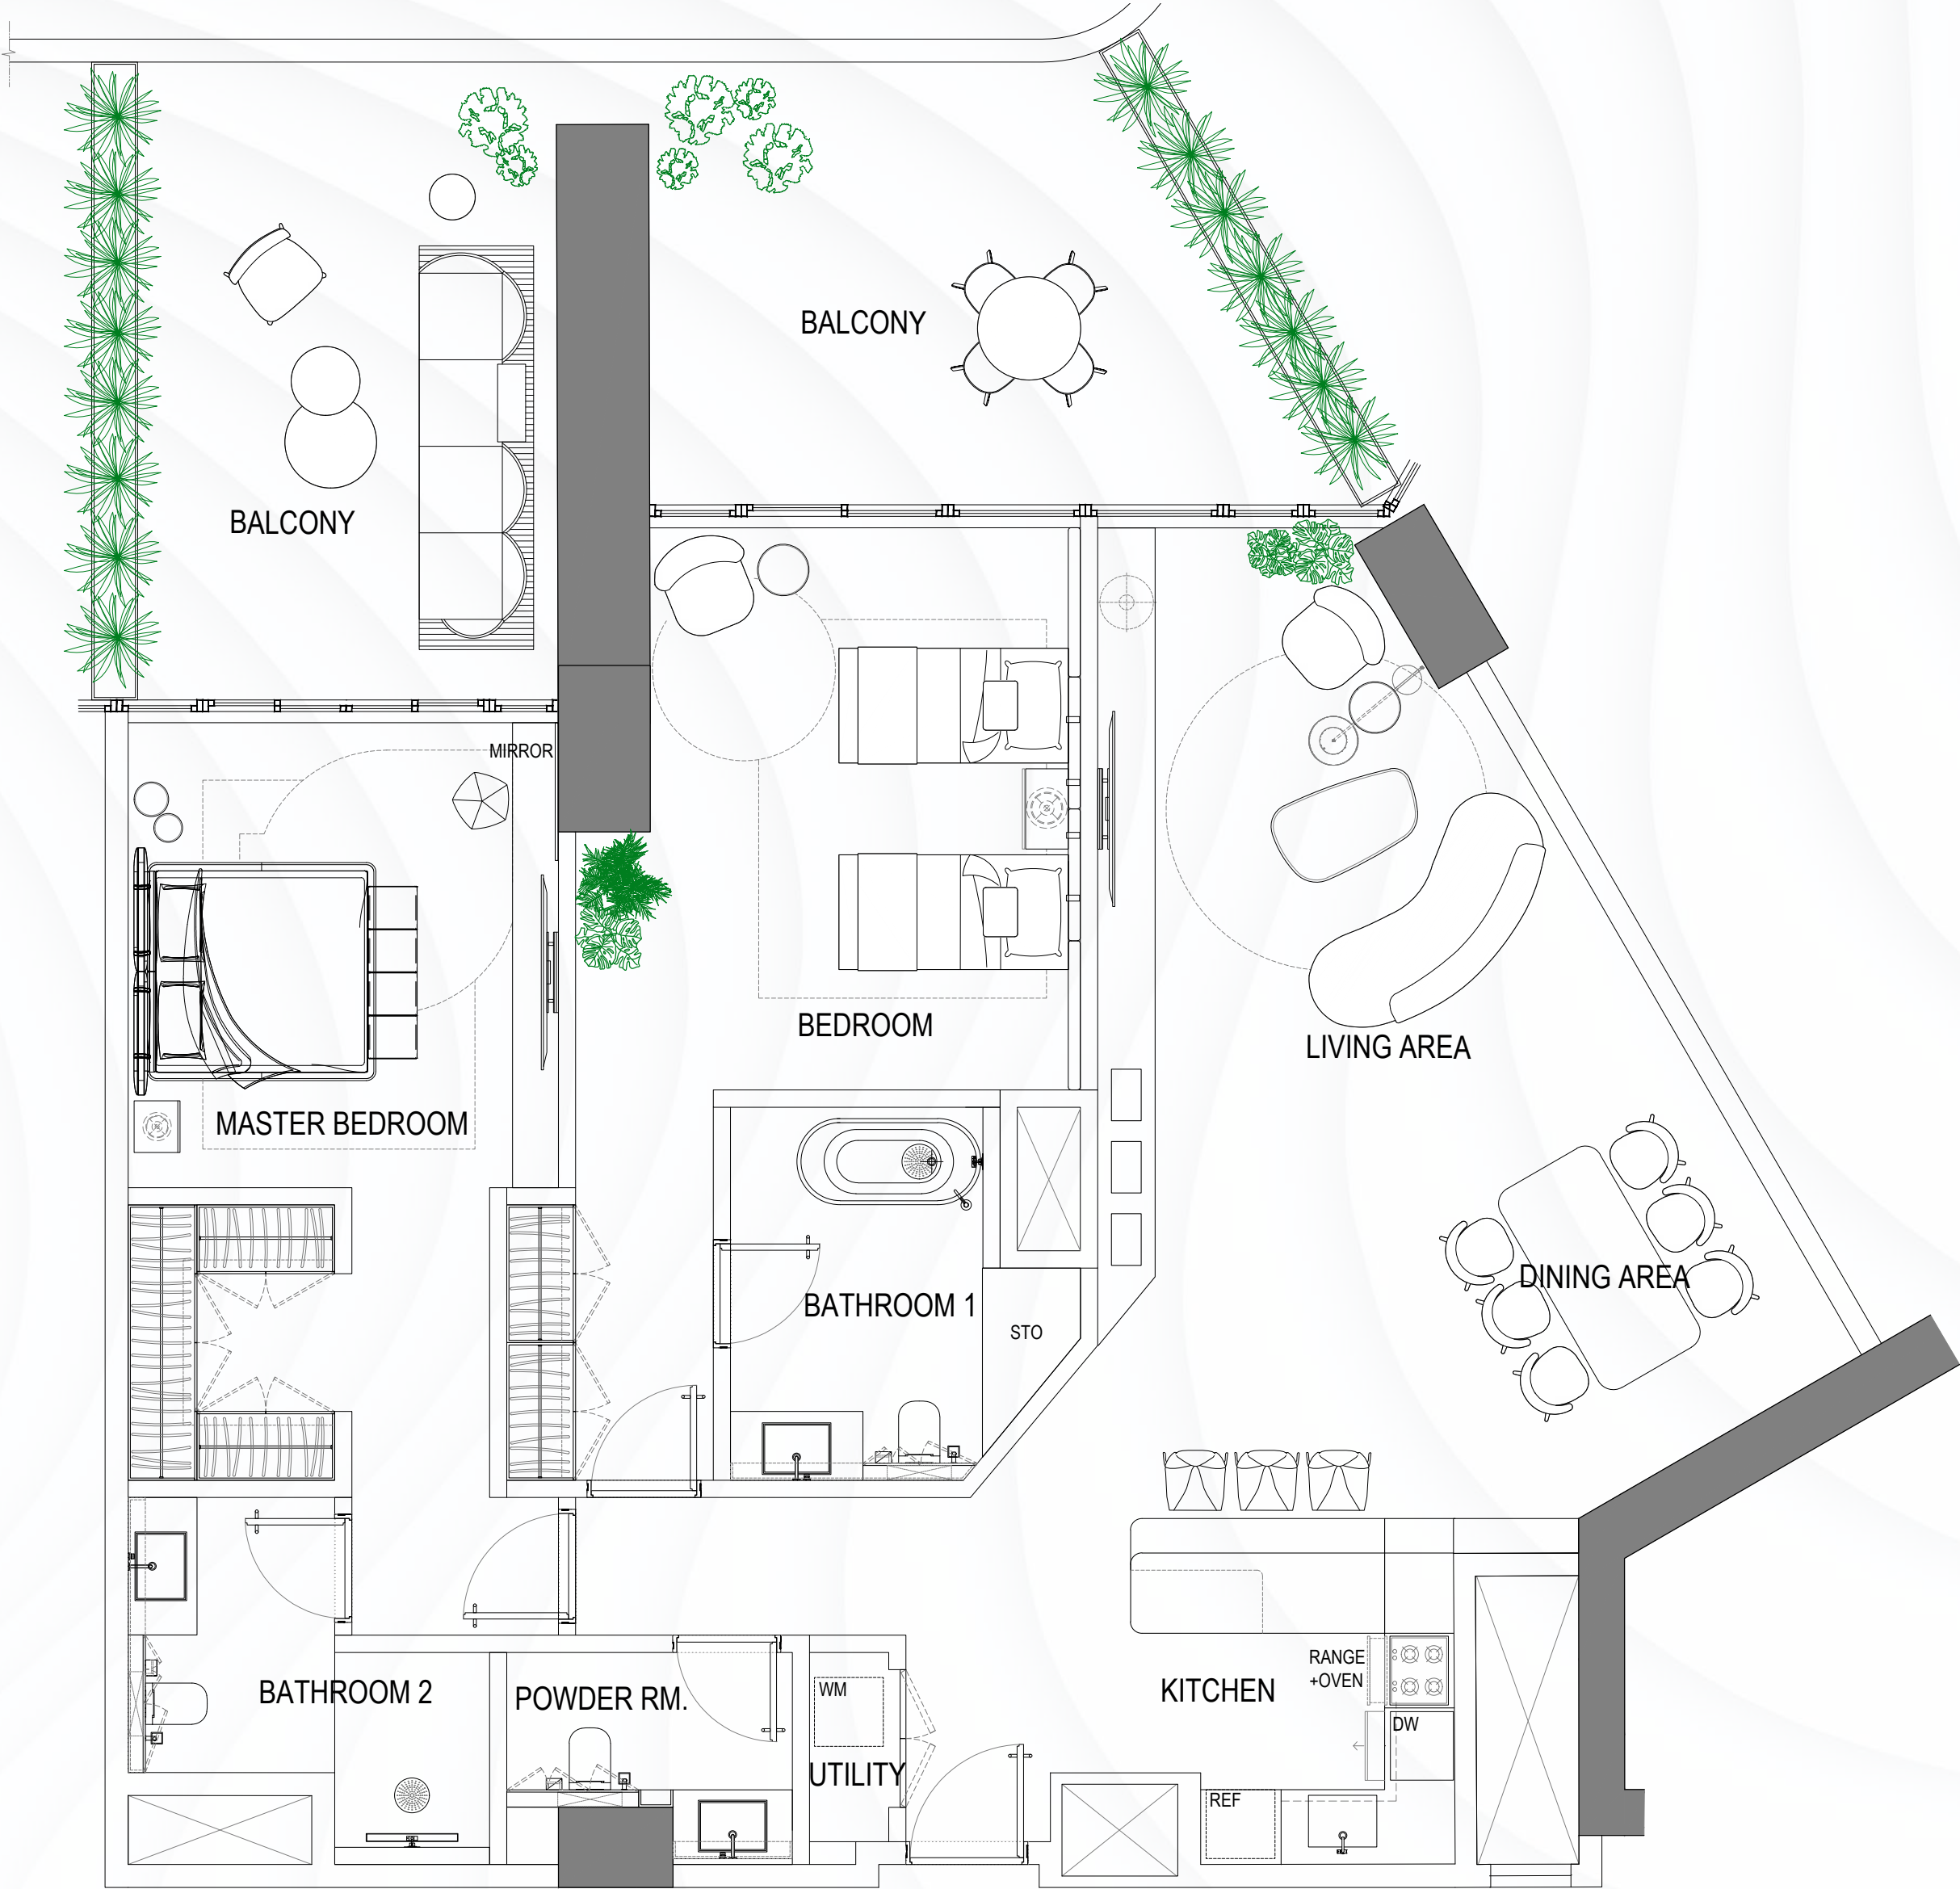 BALCONY
BALCONY
MIRROR
BEDROOM
LIVING AREA
MASTER BEDROOM
DINING AREA
BATHROOM 1
STO
RANGE
+OVEN
WM
KITCHEN
BATHROOM 2
POWDER RM.
DW
UTILITY
REF